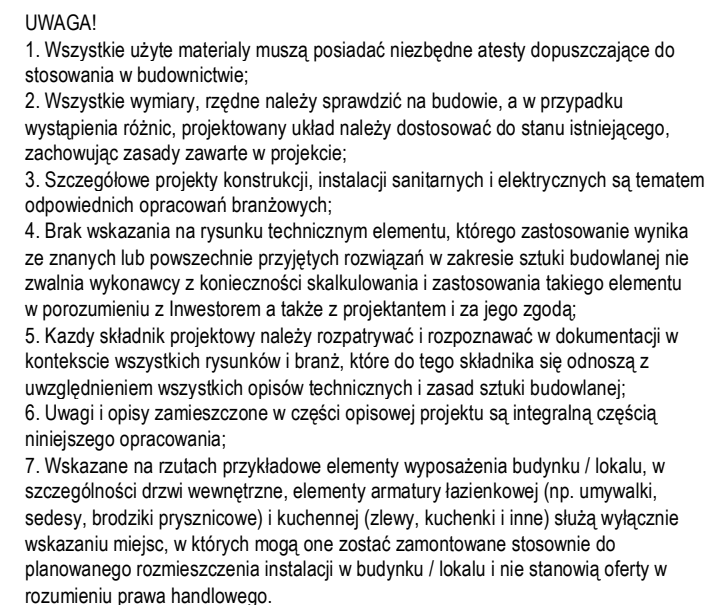 UWAGA!
1. Wszystkie użyte materialy muszą posiadać niezbędne atesty dopuszczające do
stosowania w budownictwie;
2. Wszystkie wymiary, rzędne należy sprawdzić na budowie, a w przypadku
wystąpienia różnic, projektowany układ należy dostosować do stanu istniejącego,
zachowując zasady zawarte w projekcie;
3. Szczegółowe projekty konstrukcji, instalacji sanitarnych i elektrycznych są tematem
odpowiednich opracowań branżowych;
4. Brak wskazania na rysunku technicznym elementu, którego zastosowanie wynika
ze znanych lub powszechnie przyjętych rozwiązań w zakresie sztuki budowlanej nie
zwalnia wykonawcy z konieczności skalkulowania i zastosowania takiego elementu
w porozumieniu z Inwestorem a także z projektantem i za jego zgodą;
5. Kazdy składnik projektowy należy rozpatrywać i rozpoznawać w dokumentacji w
kontekscie wszystkich rysunków i branż, które do tego składnika się odnoszą z
uwzględnieniem wszystkich opisów technicznych i zasad sztuki budowlanej;
6. Uwagi i opisy zamieszczone w części opisowej projektu są integralną częścią
niniejszego opracowania;
7. Wskazane na rzutach przykładowe elementy wyposażenia budynku / lokalu, w
szczególności drzwi wewnętrzne, elementy armatury łazienkowej (np. umywalki,
sedesy, brodziki prysznicowe) i kuchennej (zlewy, kuchenki i inne) służą wyłącznie
wskazaniu miejsc, w których mogą one zostać zamontowane stosownie do
planowanego rozmieszczenia instalacji w budynku / lokalu i nie stanowią oferty w
rozumieniu prawa handlowego.